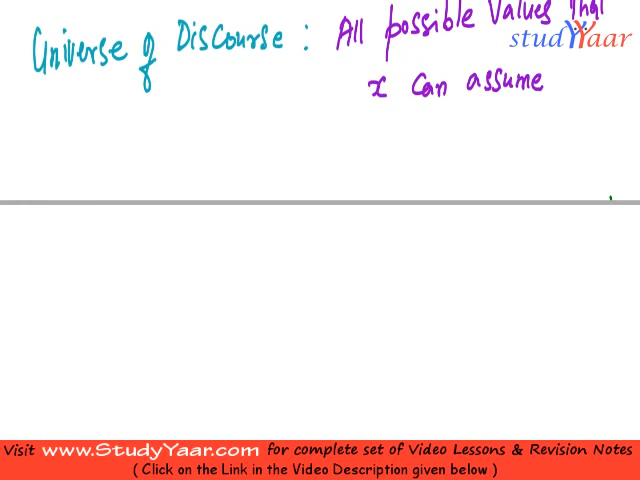 Universe of Discourse : All possible Values That
studYYaar
x Can assume
Visit www.StudyYaar.com for complete set of Video Lessons & Revision Notes
( Click on the Link in the Video Description given below )